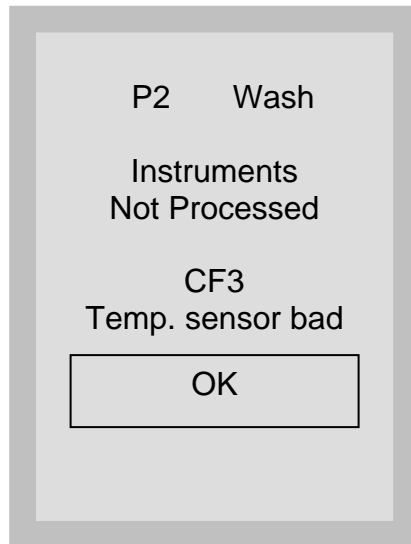 P2 Wash
Instruments
Not Processed
CF3
Temp. sensor bad
OK